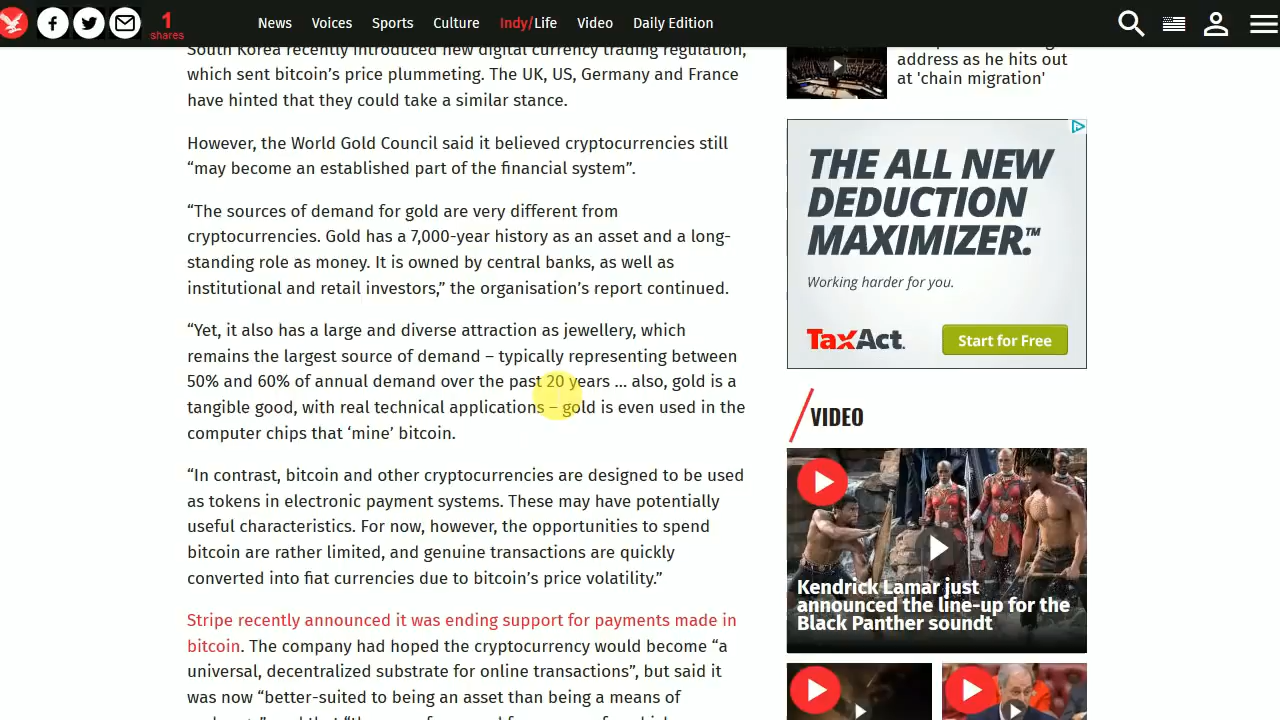 1
shares
News
Voices
Sports
Culture
Indy/Life
Video
Daily Edition
South Korea recently introduced new digital currency trading regulation,
which sent bitcoin’s price plummeting. The UK, US, Germany and France
have hinted that they could take a similar stance.
However, the World Gold Council said it believed cryptocurrencies still
“may become an established part of the financial system”.
“The sources of demand for gold are very different from
cryptocurrencies. Gold has a 7,000-year history as an asset and a long-
standing role as money. It is owned by central banks, as well as
institutional and retail investors,” the organisation’s report continued.
“Yet, it also has a large and diverse attraction as jewellery, which
remains the largest source of demand – typically representing between
50% and 60% of annual demand over the past 20 years ... also, gold is a
tangible good, with real technical applications – gold is even used in the
computer chips that ‘mine’ bitcoin.
“In contrast, bitcoin and other cryptocurrencies are designed to be used
as tokens in electronic payment systems. These may have potentially
useful characteristics. For now, however, the opportunities to spend
bitcoin are rather limited, and genuine transactions are quickly
converted into fiat currencies due to bitcoin’s price volatility.”
Stripe recently announced it was ending support for payments made in
bitcoin. The company had hoped the cryptocurrency would become “a
universal, decentralized substrate for online transactions”, but said it
was now “better-suited to being an asset than being a means of
address as he hits out
at 'chain migration'
THE ALL NEW
DEDUCTION
MAXIMIZER.™
Working harder for you.
TaxAct.
Start for Free
VIDEO
Kendrick Lamar just
announced the line-up for the
Black Panther soundt